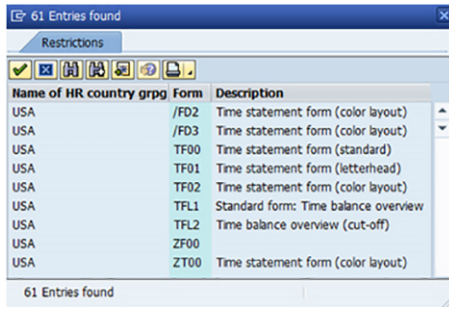 61 Entries found
Restrictions
Name of HR country grpg Form Description
USA /FD2 Time statement form (color layout)
USA /FD3 Time statement form (color layout)
USA TF00 Time statement form (standard)
USA TF01 Time statement form (letterhead)
USA TF02 Time statement form (color layout)
USA TFL1 Standard form: Time balance overview
USA TFL2 Time balance overview (cut-off)
USA ZF00
USA ZT00 Time statement form (color layout)
61 Entries found